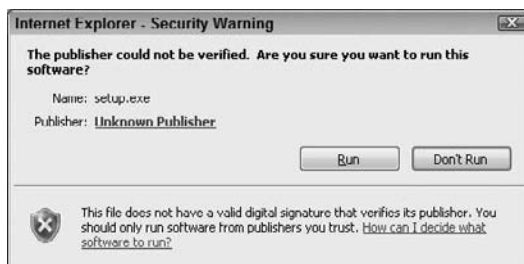 Internet Explorer - Security Warning
The publisher could not be verified.  Are you sure you want to run this
software?
Name: setup.exe
Publisher: Unknown Publisher
Run
Don't Run
This file does not have a valid digital signature that verifies its publisher. You
should only run software from publishers you trust. How can I decide what
software to run?